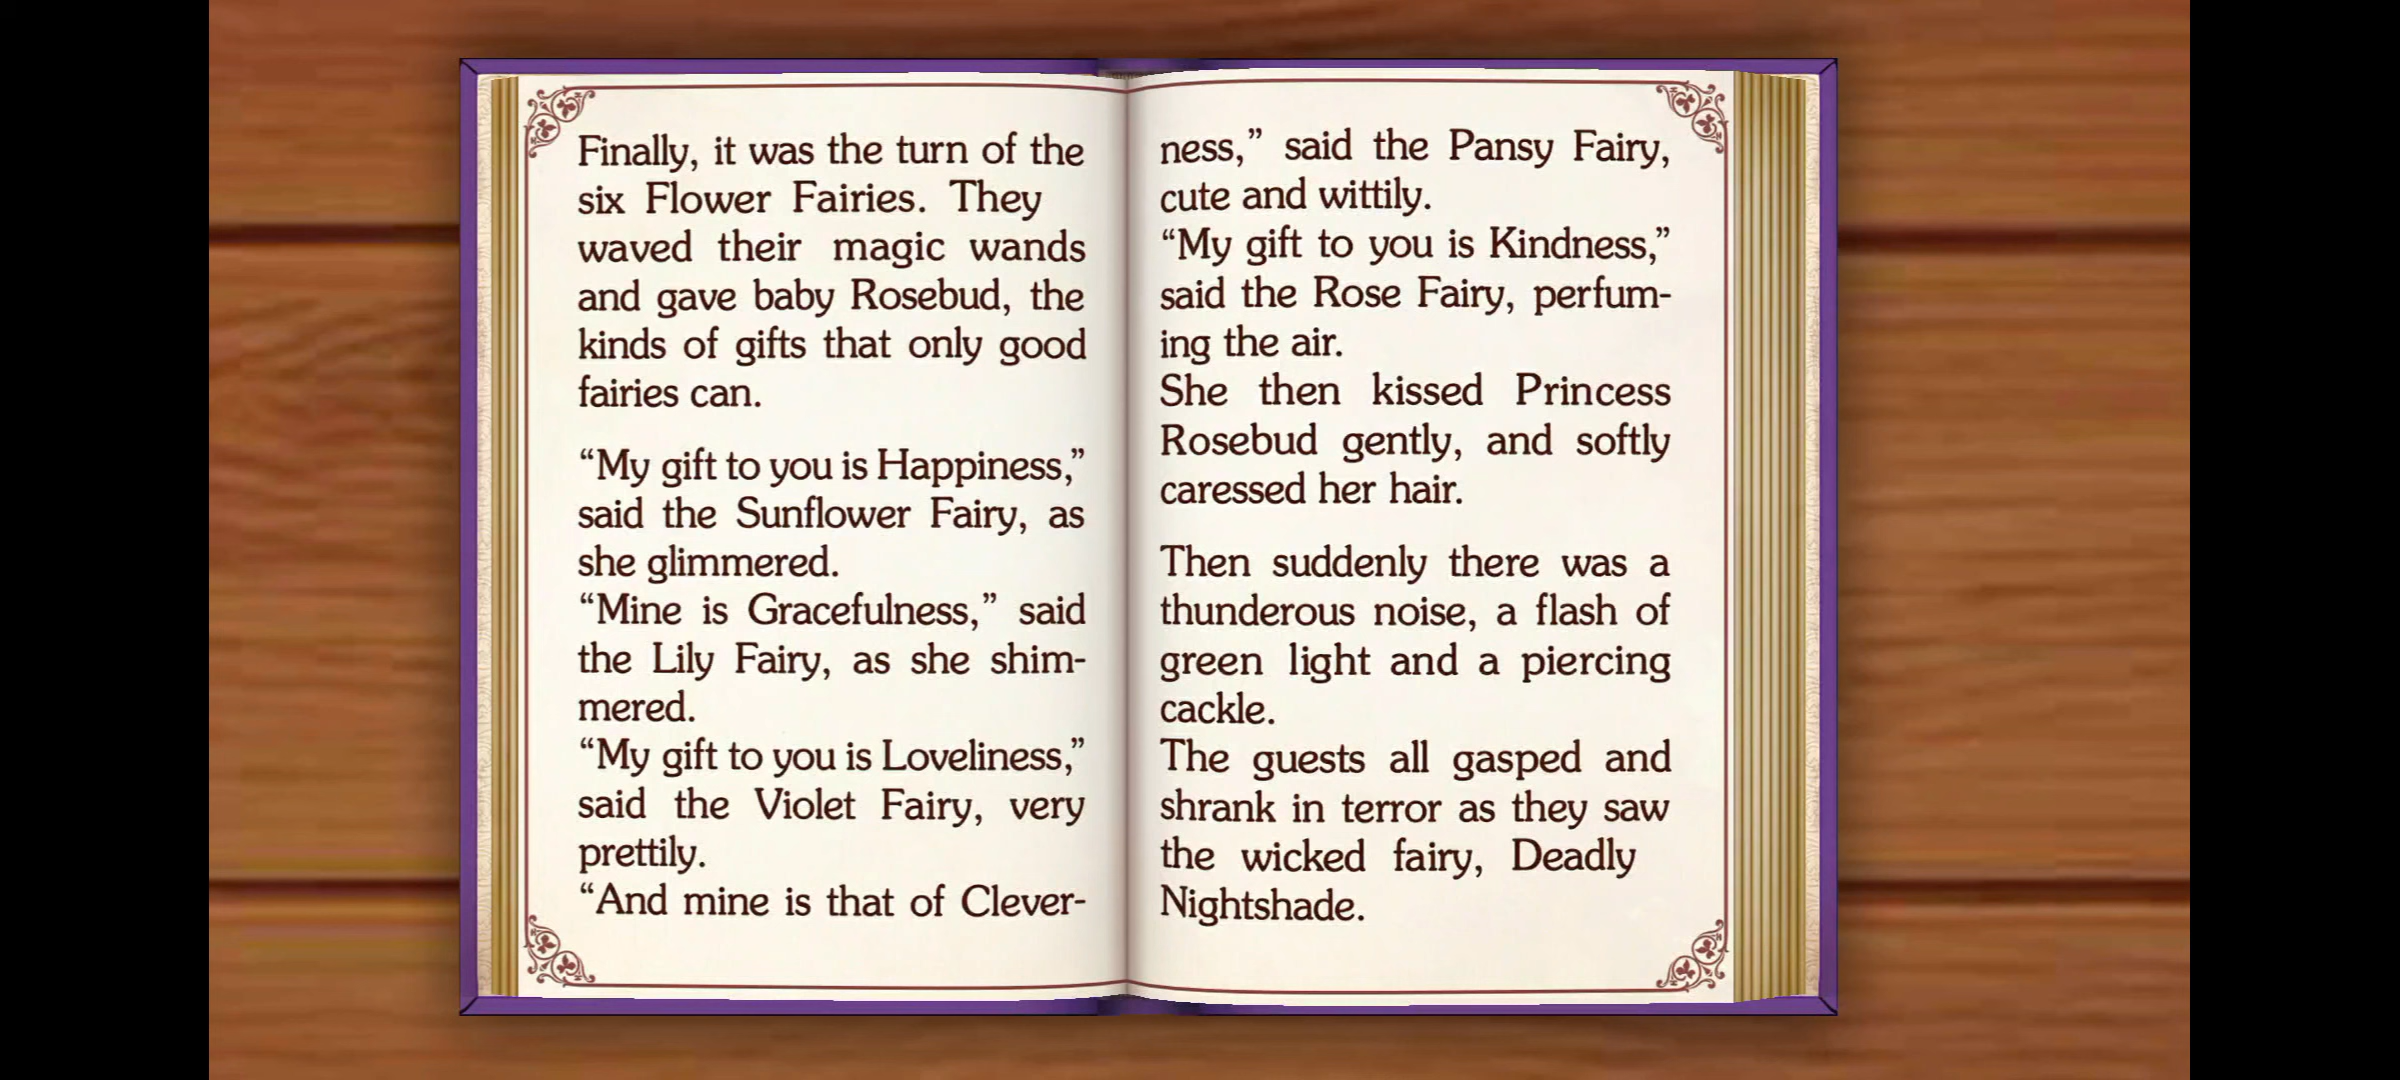 Finally, it was the turn of the
six Flower Fairies. They
waved their magic wands
and gave baby Rosebud, the
kinds of gifts that only good
fairies can.
“My gift to you is Happiness,”
said the Sunflower Fairy, as
she glimmered.
“Mine is Gracefulness,” said
the Lily Fairy, as she shim-
mered.
“My gift to you is Loveliness,”
said the Violet Fairy, very
prettily.
“And mine is that of Clever-
ness,” said the Pansy Fairy,
cute and wittily.
“My gift to you is Kindness,”
said the Rose Fairy, perfum-
ing the air.
She then kissed Princess
Rosebud gently, and softly
caressed her hair.
Then suddenly there was a
thunderous noise, a flash of
green light and a piercing
cackle.
The guests all gasped and
shrank in terror as they saw
the wicked fairy, Deadly
Nightshade.